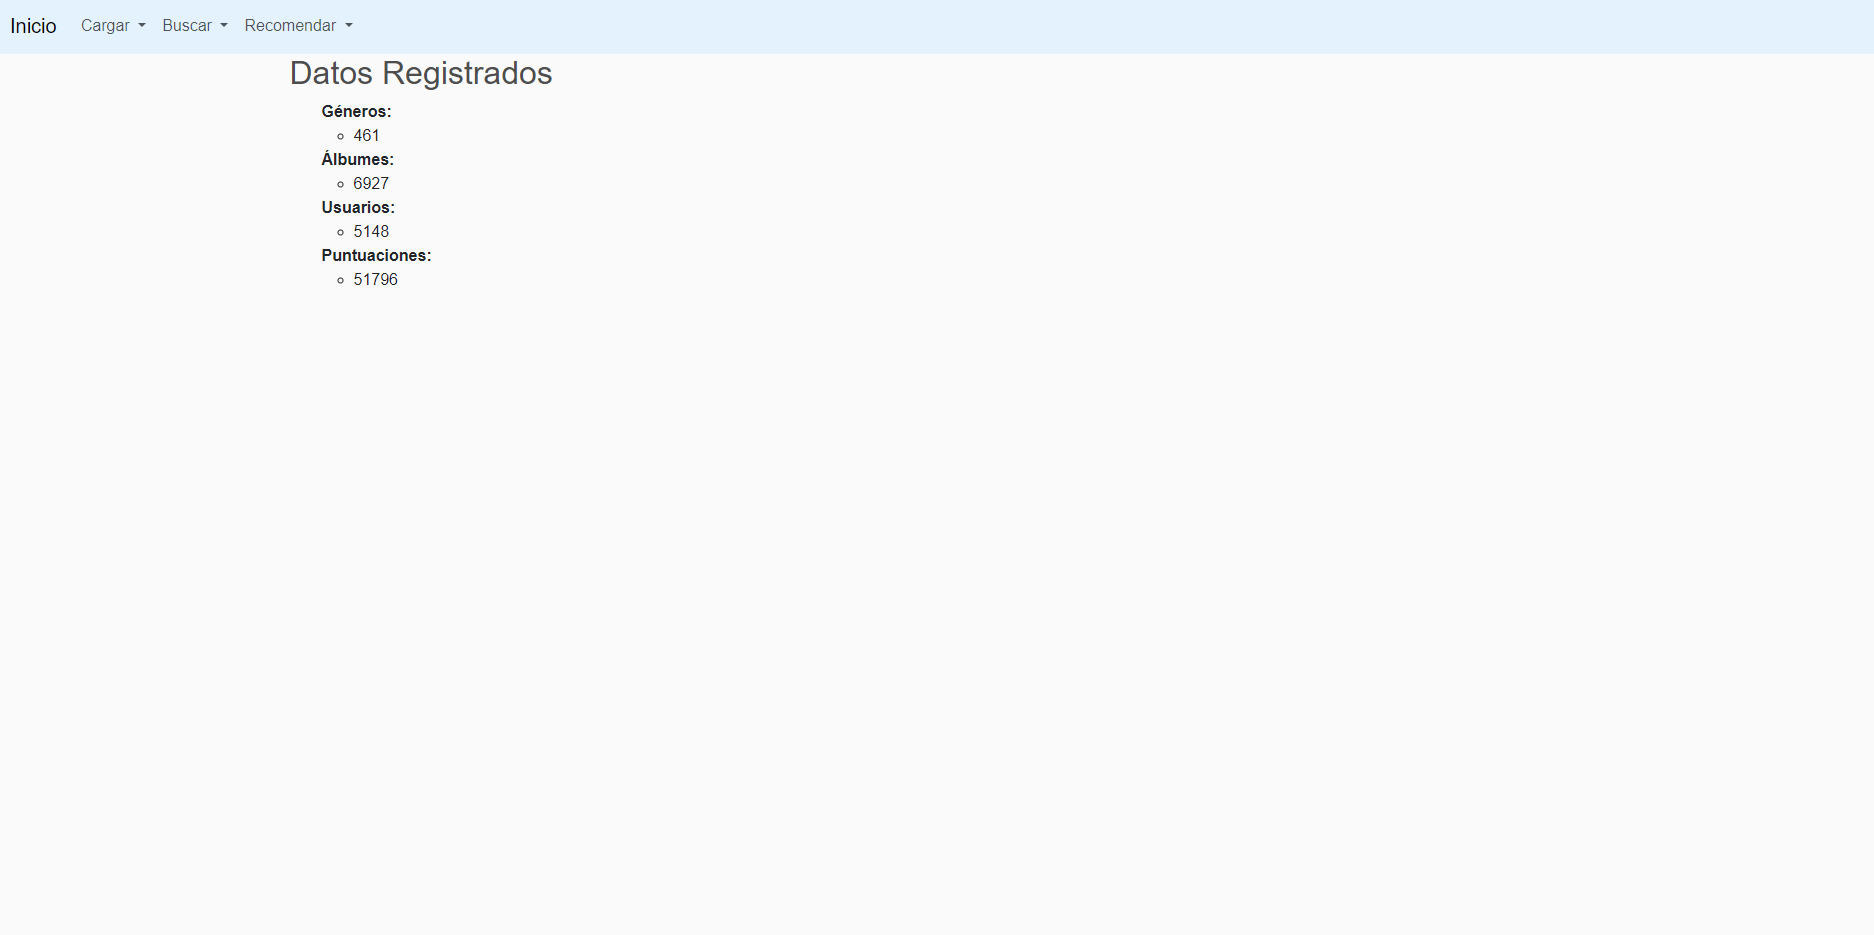 Inicio Cargar Buscar Recomendar
Datos Registrados
Géneros:
461
Álbumes:
6927
Usuarios:
5148
Puntuaciones:
51796